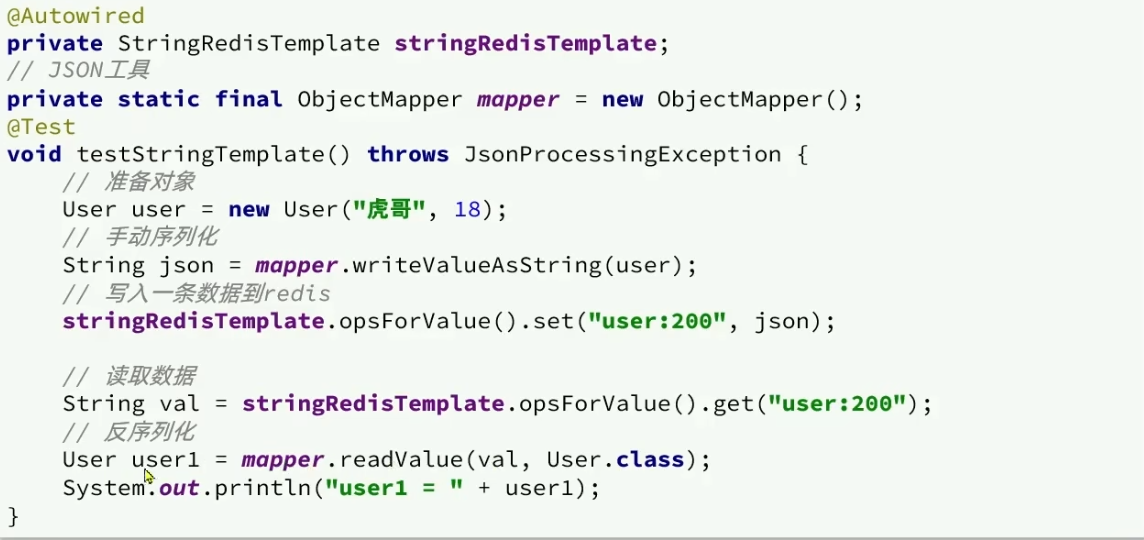 @Autowired
private StringRedisTemplate stringRedisTemplate;
// JSON工具
private static final ObjectMapper mapper = new ObjectMapper();
@Test
void testStringTemplate() throws JsonProcessingException {
    // 准备对象
    User user = new User("虎哥", 18);
    // 手动序列化
    String json = mapper.writeValueAsString(user);
    // 写入一条数据到redis
    stringRedisTemplate.opsForValue().set("user:200", json);
    // 读取数据
    String val = stringRedisTemplate.opsForValue().get("user:200");
    // 反序列化
    User user1 = mapper.readValue(val, User.class);
    System.out.println("user1 = " + user1);
}